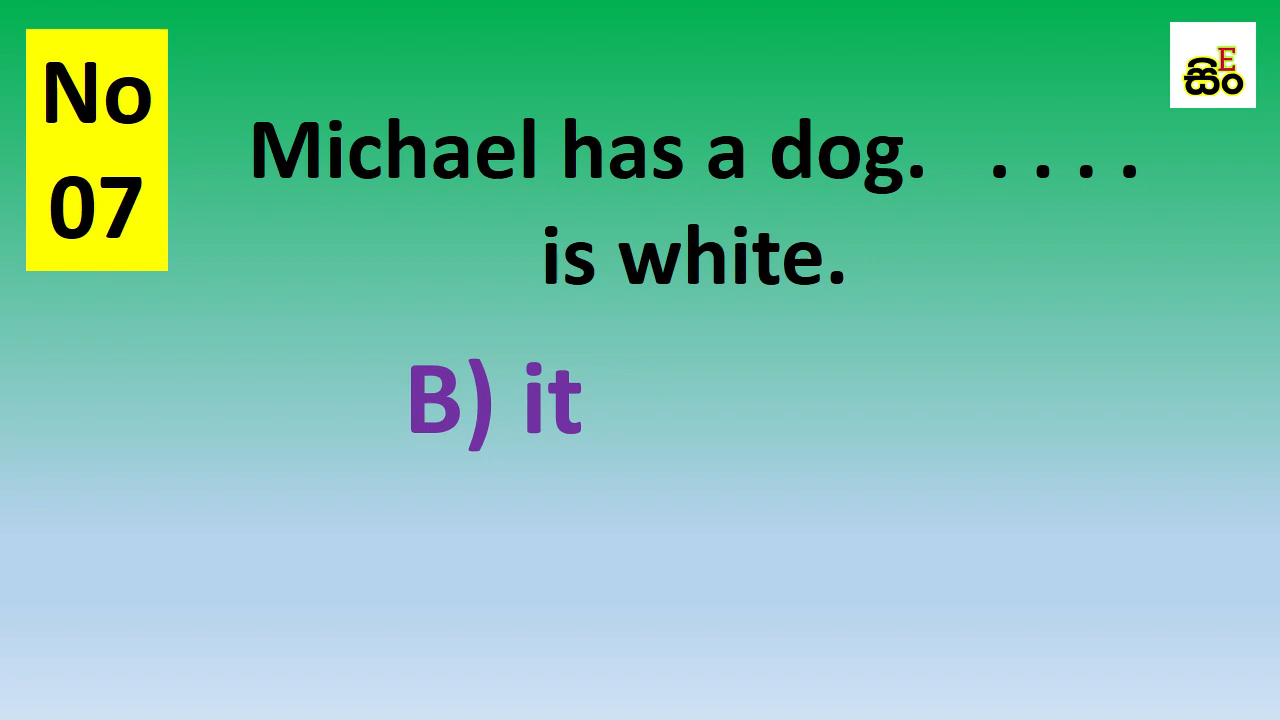 No
07
සිං
E
Michael has a dog.   . . . .
is white.
B) it